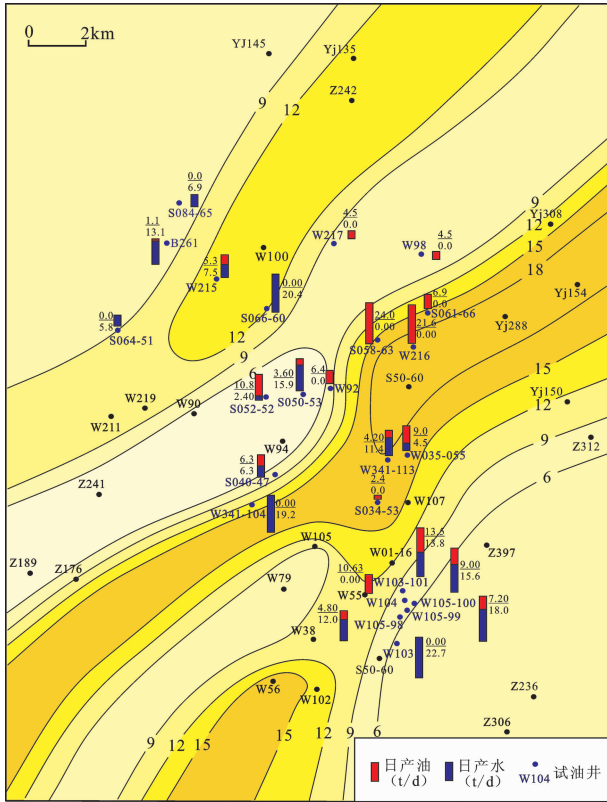 0 2km
YJ145
Yj135
Z242
9
12
0.0
6.9
S084-65
1.1
13.1
B261
W100
5.3
7.5
W215
0.00
20.4
S066-60
0.0
5.8
S064-51
4.5
0.0
W217
4.5
0.0
W98
9
12
15
18
Yj308
Yj154
Yj288
6.9
0.0
S061-66
24.0
0.00
S058-63
21.6
0.00
W216
S50-60
12
9
6
15
12
9
6
Yj150
Z312
3.60
15.9
S050-53
6.4
0.0
W92
10.8
2.40
S052-52
W219
W211
W90
W94
6.3
6.3
S040-47
Z241
4.20
11.4
W341-113
9.0
4.5
W035-055
2.4
0.0
S034-53
W107
0.00
19.2
W341-104
W105
Z189
Z176
W79
W01-16
13.5
13.8
Z397
9.00
15.6
W103-101
10.63
0.00
W55
W104
W105-100
W105-99
W105-98
7.20
18.0
4.80
12.0
W38
W103
0.00
22.7
S50-60
W56
W102
Z236
Z306
9
12
15
15
12
9
6
日产油
(t/d)
日产水
(t/d)
W104
试油井